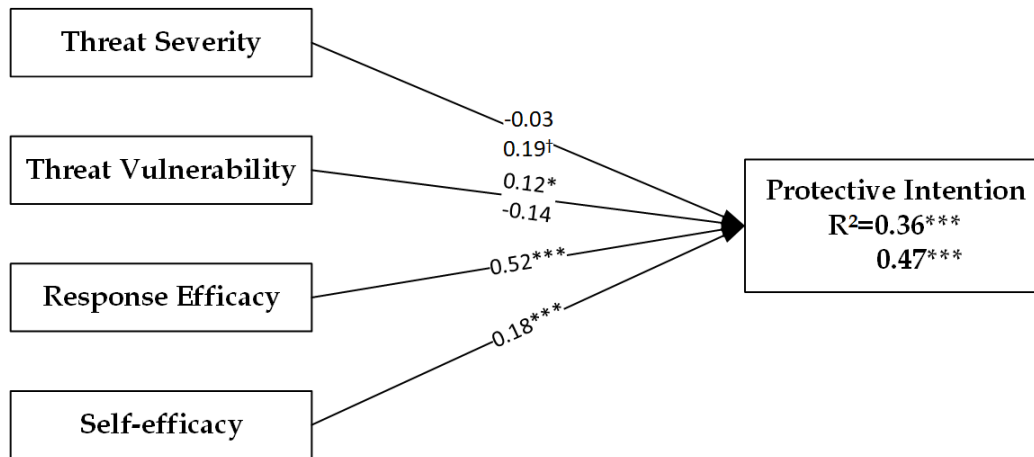 Threat Severity
-0.03
0.19†
Threat Vulnerability
0.12*
-0.14
Protective Intention
R²=0.36***
0.47***
Response Efficacy
0.52***
Self-efficacy
0.18***